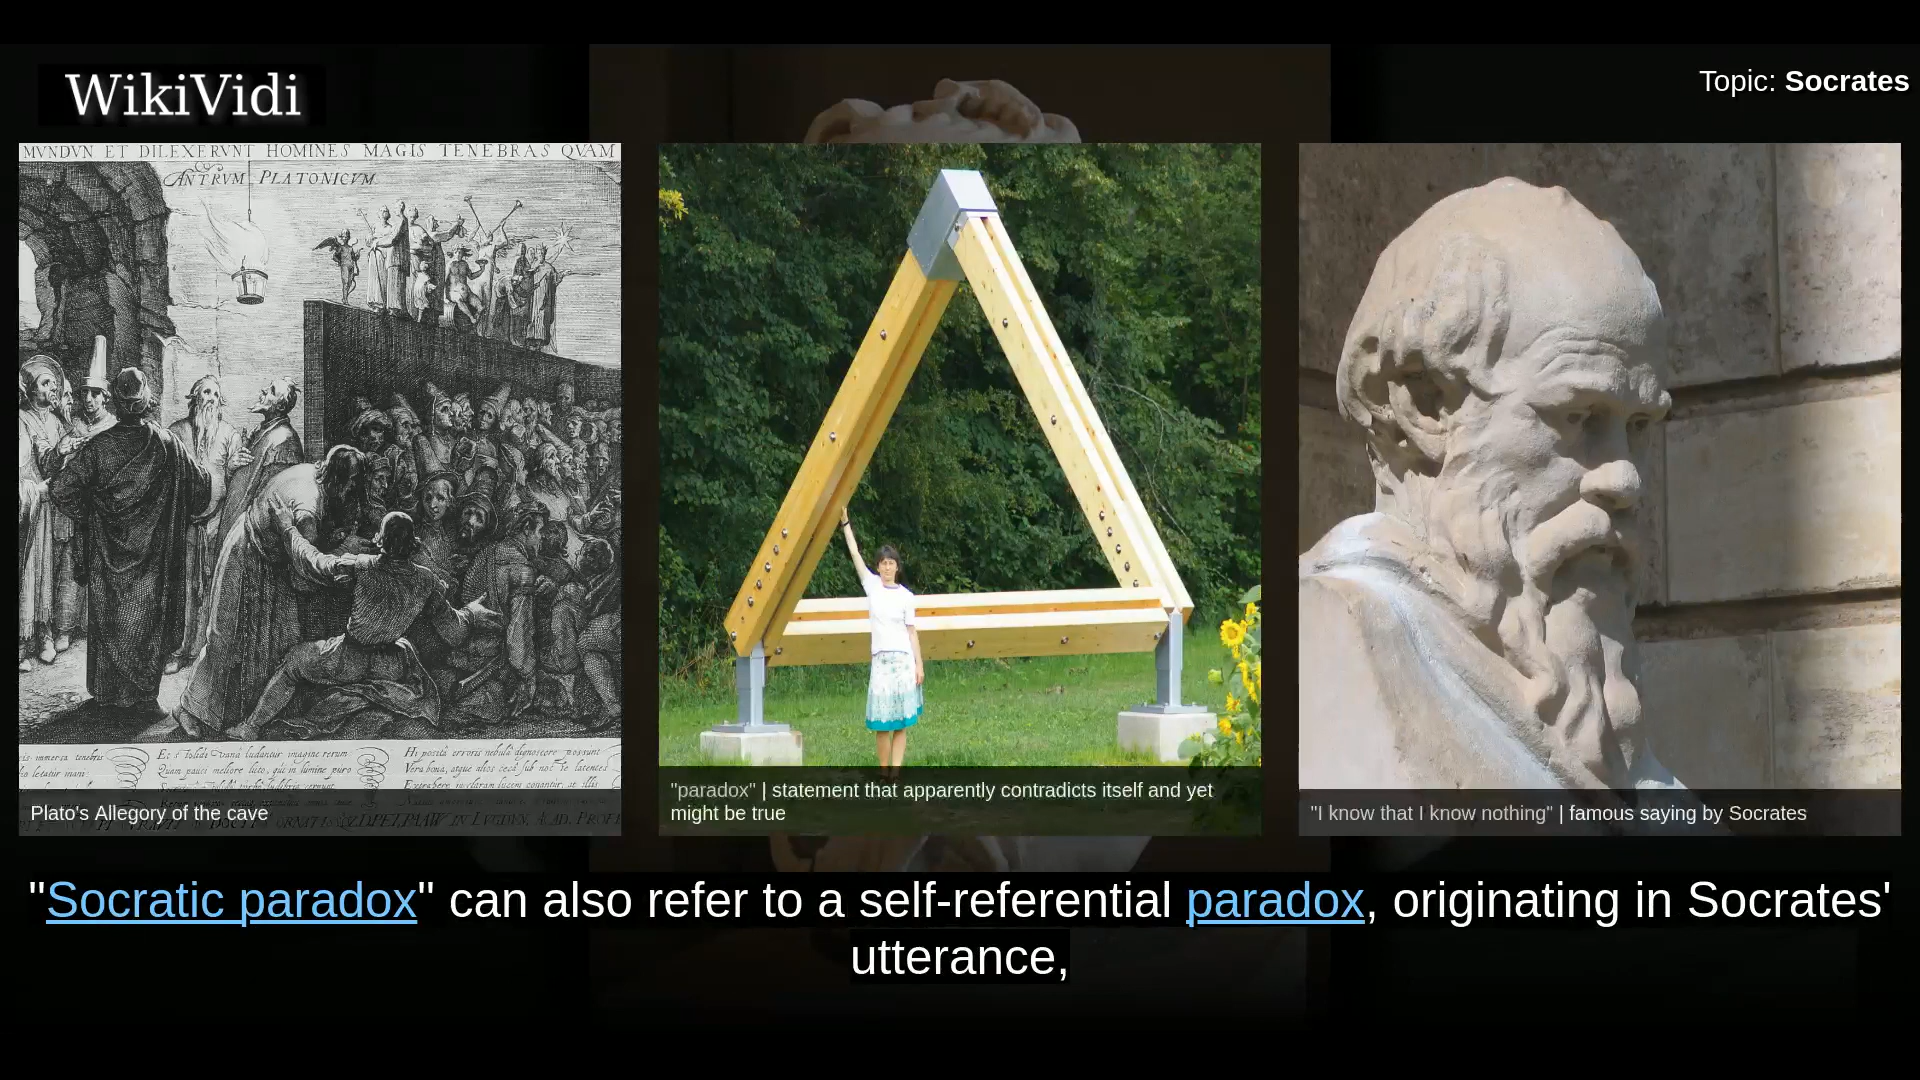 WikiVidi
Topic: Socrates
MVNDVN ET DILEXERVNT HOMINES MAGIS TENEBRAS QVAM
ANTRVM PLATONICVM
Plato's Allegory of the cave
"paradox" | statement that apparently contradicts itself and yet
might be true
"I know that I know nothing" | famous saying by Socrates
"Socratic paradox" can also refer to a self-referential paradox, originating in Socrates'
utterance,